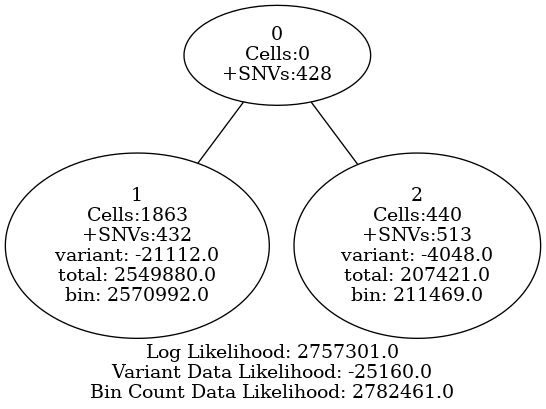 0
Cells:0
+SNVs:428
1
Cells:1863
+SNVs:432
variant: -21112.0
total: 2549880.0
bin: 2570992.0
2
Cells:440
+SNVs:513
variant: -4048.0
total: 207421.0
bin: 211469.0
Log Likelihood: 2757301.0
Variant Data Likelihood: -25160.0
Bin Count Data Likelihood: 2782461.0